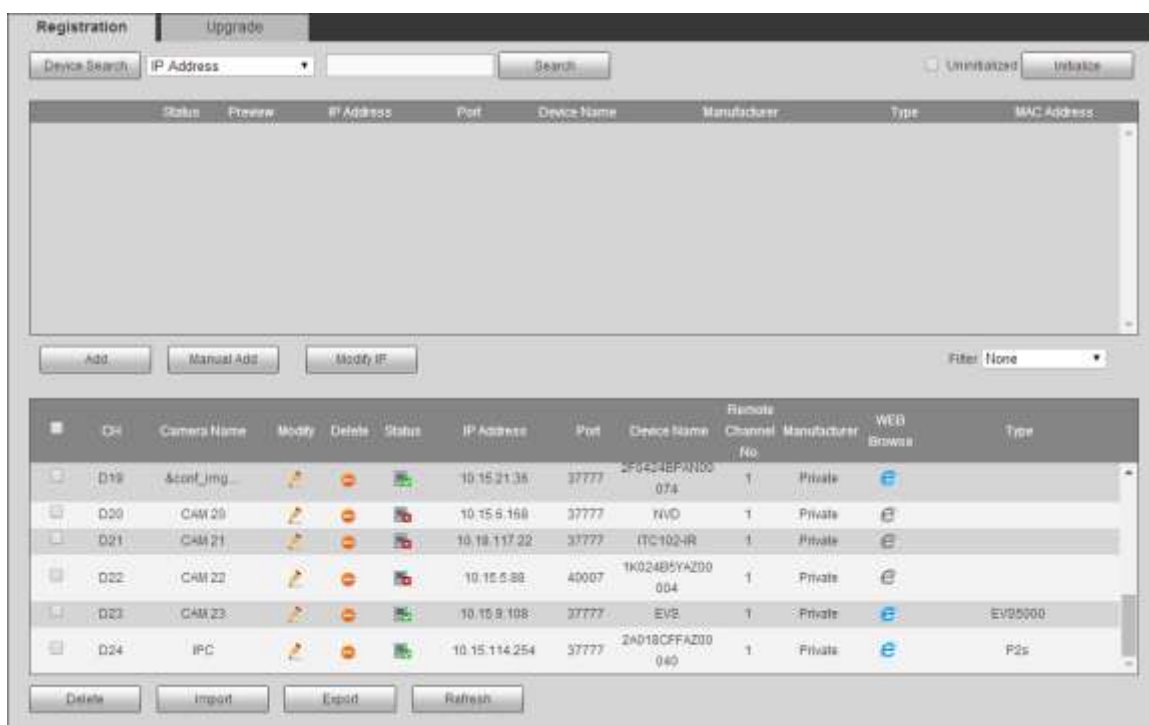 Registration Upgrade
Device Search IP Address Search Uninitialized Initialize
Status Preview IP Address Port Device Name Manufacturer Type MAC Address
Add Manual Add Modify IP Filter None
CH Camera Name Modify Delete Status IP Address Port Device Name Remote Channel No. Manufacturer WEB Browse Type
D19 &conf_img... 10.15.21.35 37777 2F0424BPAN00074 1 Private
D20 CAM 20 10.15.6.168 37777 NVD 1 Private
D21 CAM 21 10.18.117.22 37777 ITC102-IR 1 Private
D22 CAM 22 10.15.5.88 40007 1K024B5YAZ00004 1 Private
D23 CAM 23 10.15.9.108 37777 EVS 1 Private EVS5000
D24 IPC 10.15.114.254 37777 2A018CFFAZ00040 1 Private P2s
Delete Import Export Refresh